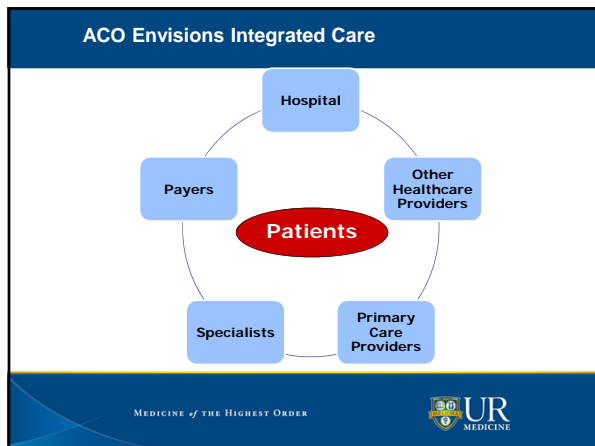 ACO Envisions Integrated Care
Hospital
Payers
Other
Healthcare
Providers
Patients
Specialists
Primary
Care
Providers
MEDICINE of THE HIGHEST ORDER
UR
MEDICINE